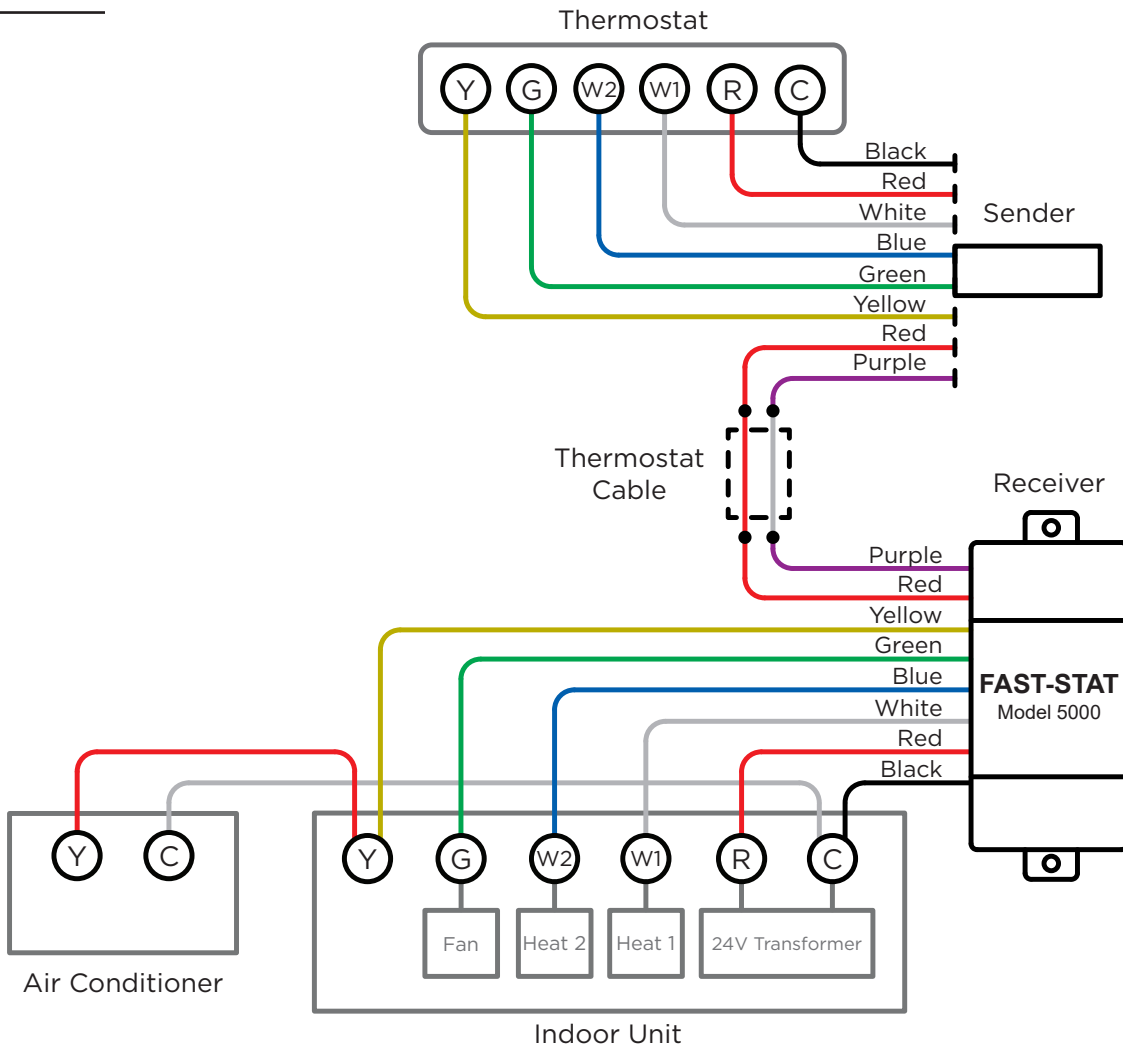 Thermostat
Y G W2 W1 R C
Black
Red
White
Sender
Blue
Green
Yellow
Red
Purple
Thermostat
Cable
Receiver
Purple
Red
Yellow
Green
Blue
FAST-STAT
White
Model 5000
Red
Black
Y C Y G W2 W1 R C
Fan Heat 2 Heat 1 24V Transformer
Air Conditioner
Indoor Unit